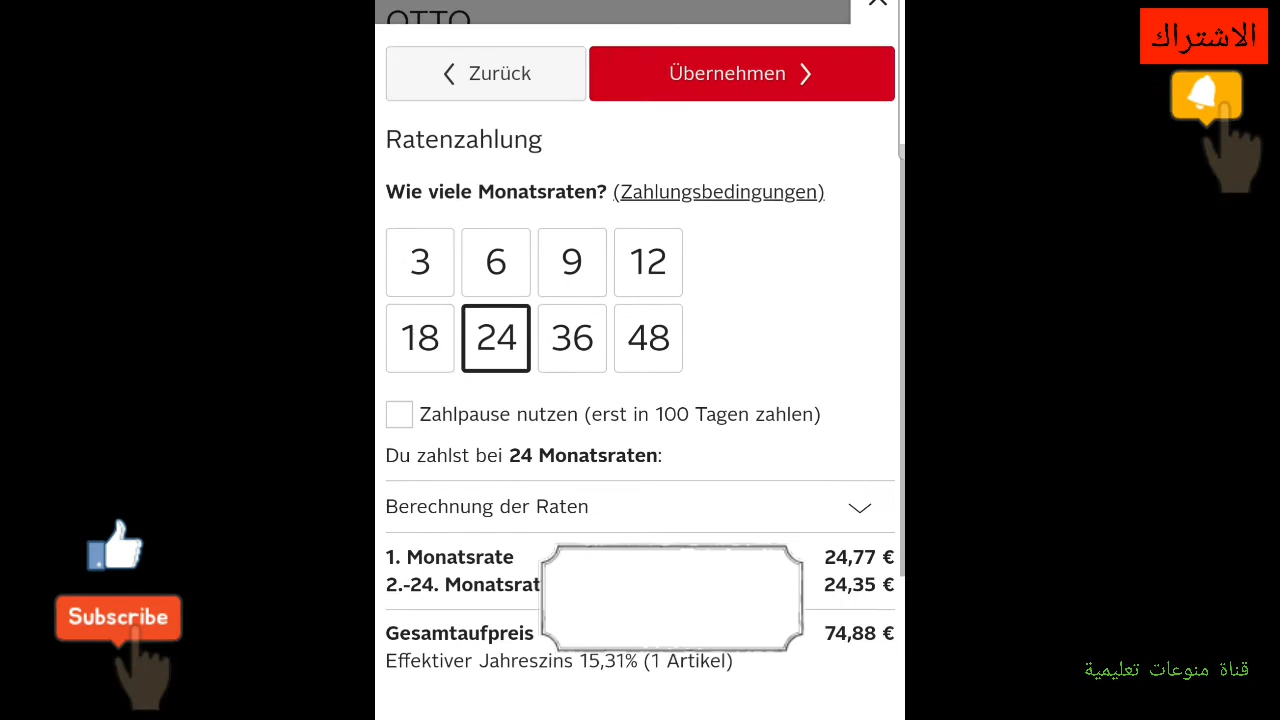 OTTO
الاشتراك
Zurück
Übernehmen
Ratenzahlung
Wie viele Monatsraten? (Zahlungsbedingungen)
3 6 9 12
18 24 36 48
Zahlpause nutzen (erst in 100 Tagen zahlen)
Du zahlst bei 24 Monatsraten:
Berechnung der Raten
1. Monatsrate 24,77 €
2.-24. Monatsrat 24,35 €
Gesamtaufpreis 74,88 €
Effektiver Jahreszins 15,31% (1 Artikel)
Subscribe
قناة منوعات تعليمية